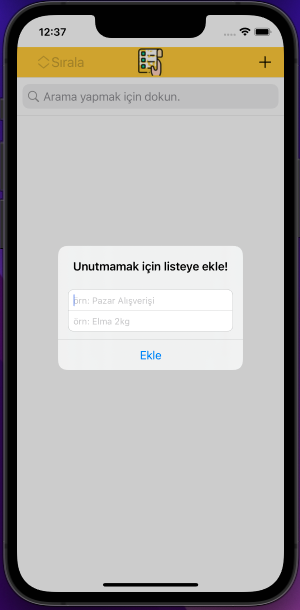 12:37
Sırala
Arama yapmak için dokun.
Unutmamak için listeye ekle!
örn: Pazar Alışverişi
örn: Elma 2kg
Ekle